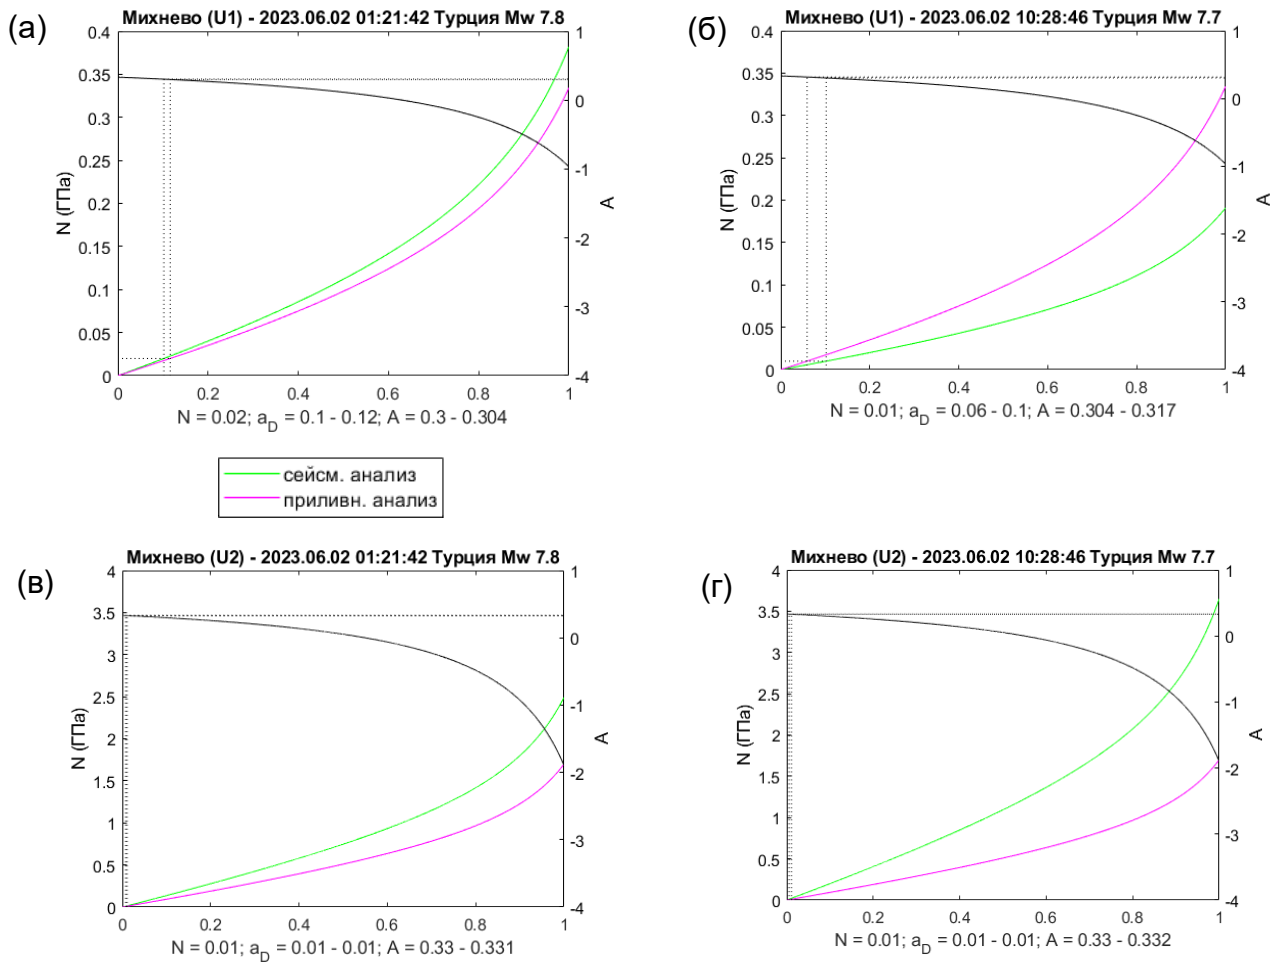 (а)
Михнево (U1) - 2023.06.02 01:21:42 Турция Mw 7.8
0.4
0.35
0.3
0.25
0.2
0.15
0.1
0.05
0
N (ГПа)
1
0
-1
-2
-3
-4
A
0 0.2 0.4 0.6 0.8 1
N = 0.02; aD = 0.1 - 0.12; A = 0.3 - 0.304
(б)
Михнево (U1) - 2023.06.02 10:28:46 Турция Mw 7.7
0.4
0.35
0.3
0.25
0.2
0.15
0.1
0.05
0
N (ГПа)
1
0
-1
-2
-3
-4
A
0 0.2 0.4 0.6 0.8 1
N = 0.01; aD = 0.06 - 0.1; A = 0.304 - 0.317
сейсм. анализ
приливн. анализ
(в)
Михнево (U2) - 2023.06.02 01:21:42 Турция Mw 7.8
4
3.5
3
2.5
2
1.5
1
0.5
0
N (ГПа)
1
0
-1
-2
-3
-4
A
0 0.2 0.4 0.6 0.8 1
N = 0.01; aD = 0.01 - 0.01; A = 0.33 - 0.331
(г)
Михнево (U2) - 2023.06.02 10:28:46 Турция Mw 7.7
4
3.5
3
2.5
2
1.5
1
0.5
0
N (ГПа)
1
0
-1
-2
-3
-4
A
0 0.2 0.4 0.6 0.8 1
N = 0.01; aD = 0.01 - 0.01; A = 0.33 - 0.332